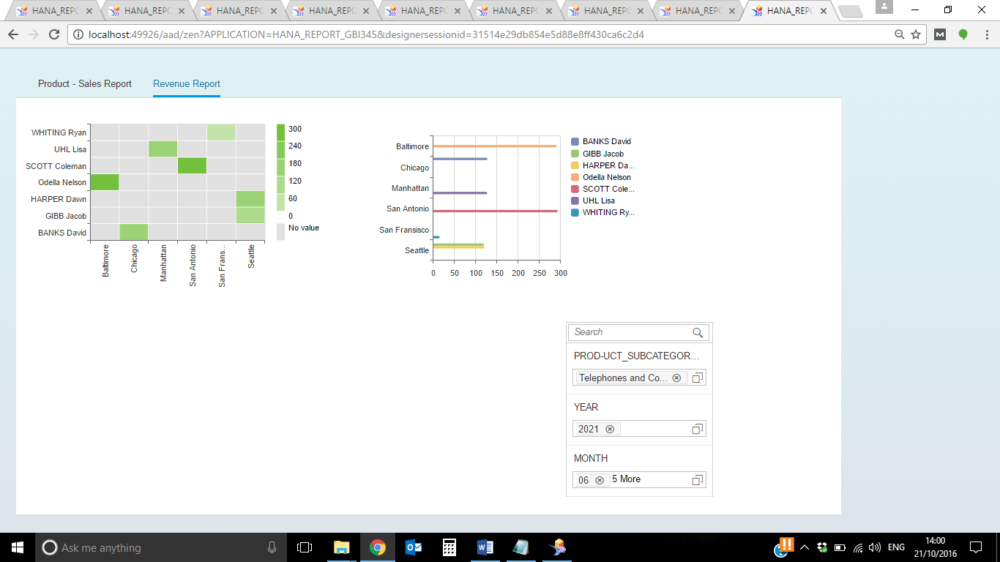 HANA_REPC HANA_REPC HANA_REPC HANA_REPC HANA_REPC HANA_REPC HANA_REPC HANA_REPC HANA_REPC
localhost:49926/aad/zen?APPLICATION=HANA_REPORT_GBI345&designersessionid=31514e29db854e5d88e8ff430ca6c2d4
Product - Sales Report Revenue Report
WHITING Ryan
UHL Lisa
SCOTT Coleman
Odella Nelson
HARPER Dawn
GIBB Jacob
BANKS David
Baltimore
Chicago
Manhattan
San Antonio
San Frans...
Seattle
300
240
180
120
60
0
No value
Baltimore
Chicago
Manhattan
San Antonio
San Fransisco
Seattle
0 50 100 150 200 250 300
BANKS David
GIBB Jacob
HARPER Da...
Odella Nelson
SCOTT Cole...
UHL Lisa
WHITING Ry...
Search
PROD-UCT_SUBCATEGOR...
Telephones and Co...
YEAR
2021
MONTH
06 5 More
Ask me anything
ENG
14:00
21/10/2016